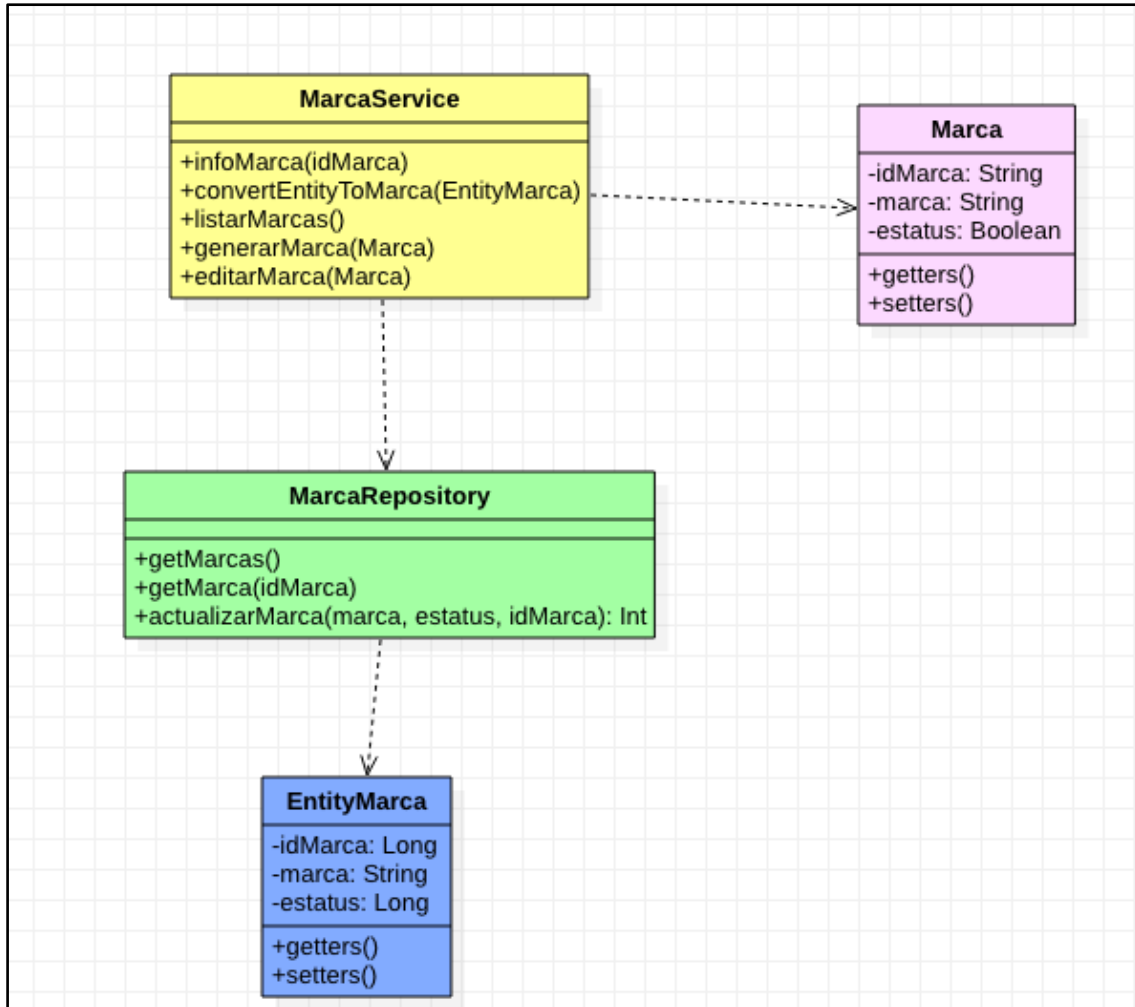 MarcaService
+infoMarca(idMarca)
+convertEntityToMarca(EntityMarca)
+listarMarcas()
+generarMarca(Marca)
+editarMarca(Marca)
Marca
-idMarca: String
-marca: String
-estatus: Boolean
+getters()
+setters()
MarcaRepository
+getMarcas()
+getMarca(idMarca)
+actualizarMarca(marca, estatus, idMarca): Int
EntityMarca
-idMarca: Long
-marca: String
-estatus: Long
+getters()
+setters()